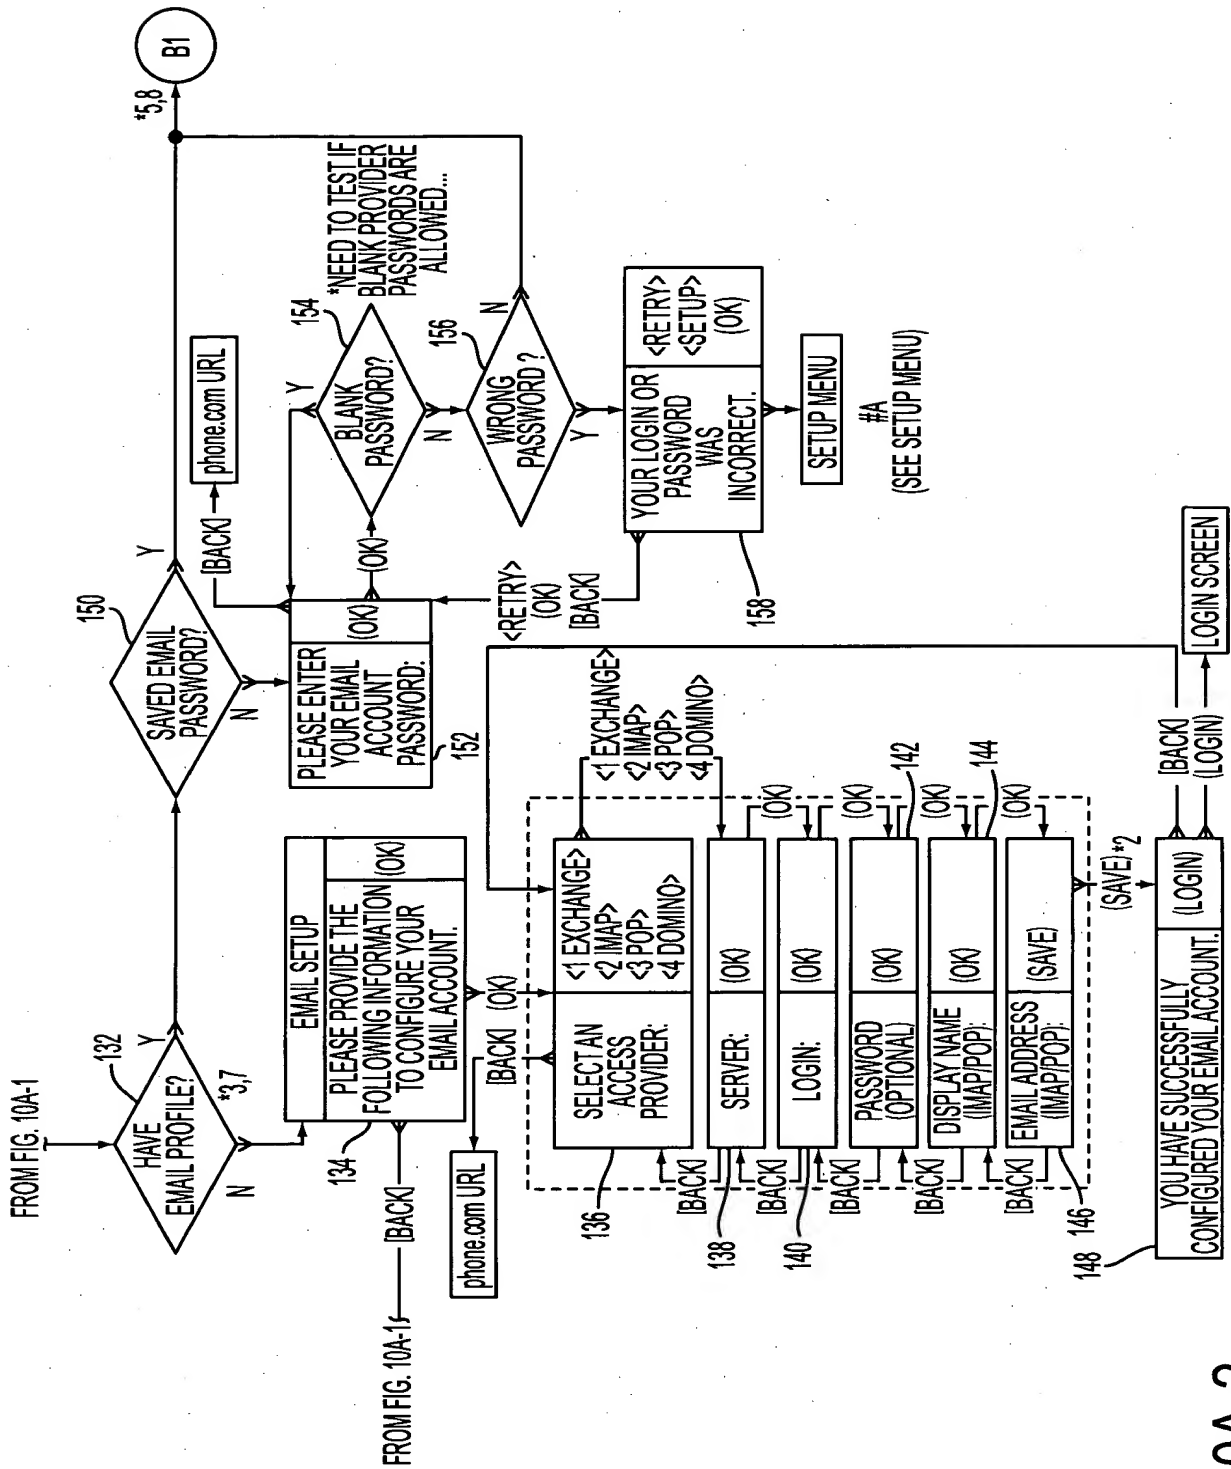 FROM FIG. 10A-1
HAVE
EMAIL PROFILE?
132
Y
N
*3,7
SAVED EMAIL
PASSWORD?
150
Y
N
*5,8
B1
EMAIL SETUP
PLEASE PROVIDE THE
FOLLOWING INFORMATION
TO CONFIGURE YOUR
EMAIL ACCOUNT.
(OK)
134
[BACK]
FROM FIG. 10A-1
(OK)
[BACK]
phone.com URL
PLEASE ENTER
YOUR EMAIL
ACCOUNT
PASSWORD:
(OK)
152
[BACK]
phone.com URL
(OK)
BLANK
PASSWORD?
154
Y
N
*NEED TO TEST IF
BLANK PROVIDER
PASSWORDS ARE
ALLOWED...
WRONG
PASSWORD ?
156
N
Y
YOUR LOGIN OR
PASSWORD
WAS
INCORRECT.
<RETRY>
<SETUP>
(OK)
158
<RETRY>
(OK)
[BACK]
SETUP MENU
#A
(SEE SETUP MENU)
SELECT AN
ACCESS
PROVIDER:
<1 EXCHANGE>
<2 IMAP>
<3 POP>
<4 DOMINO>
136
<1 EXCHANGE>
<2 IMAP>
<3 POP>
<4 DOMINO>
[BACK]
SERVER:
(OK)
138
(OK)
[BACK]
LOGIN:
(OK)
140
(OK)
[BACK]
PASSWORD
(OPTIONAL)
(OK)
142
(OK)
[BACK]
DISPLAY NAME
(IMAP/POP):
(OK)
144
(OK)
[BACK]
EMAIL ADDRESS
(IMAP/POP):
(SAVE)
146
(SAVE)*2
YOU HAVE SUCCESSFULLY
CONFIGURED YOUR EMAIL ACCOUNT.
(LOGIN)
148
[BACK]
(LOGIN)
LOGIN SCREEN